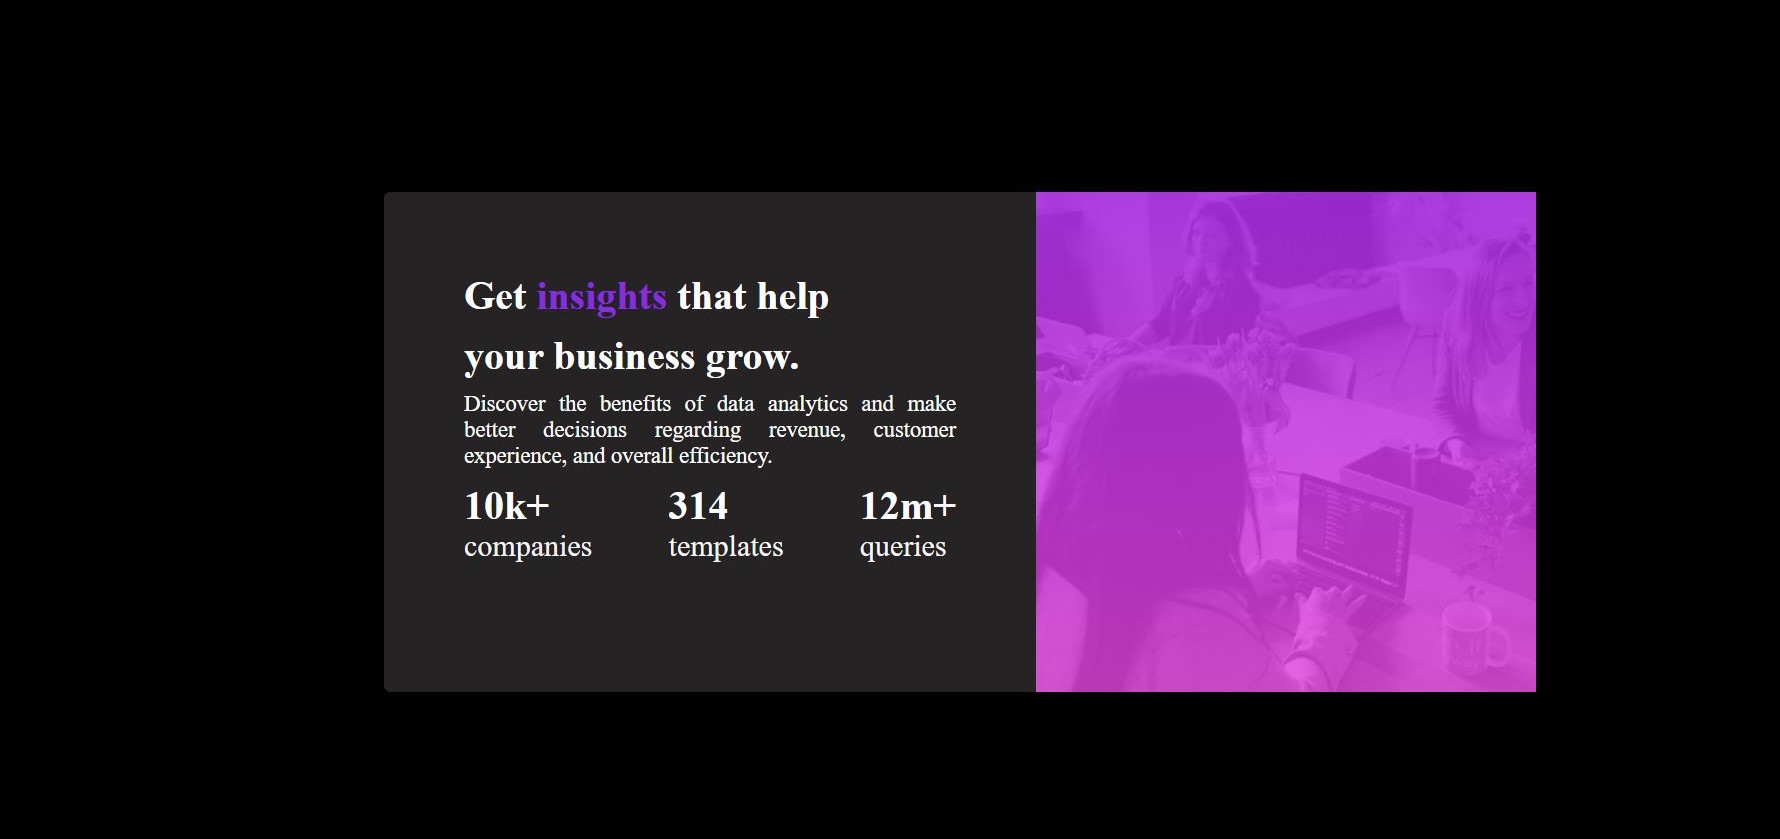 Get insights that help
your business grow.
Discover the benefits of data analytics and make
better decisions regarding revenue, customer
experience, and overall efficiency.
10k+ 314 12m+
companies templates queries